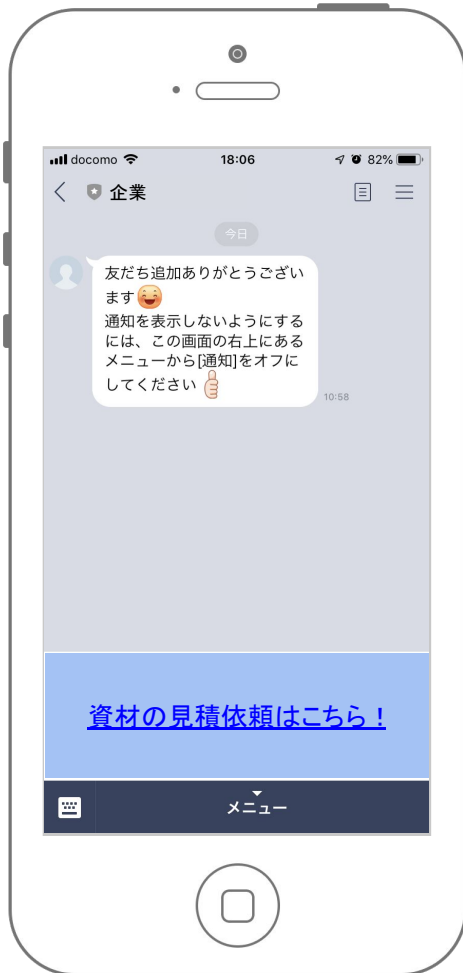 docomo 18:06 82%
企業
今日
友だち追加ありがとうござい
ます
通知を表示しないようにする
には、この画面の右上にある
メニューから[通知]をオフに
してください
10:58
資材の見積依頼はこちら！
メニュー